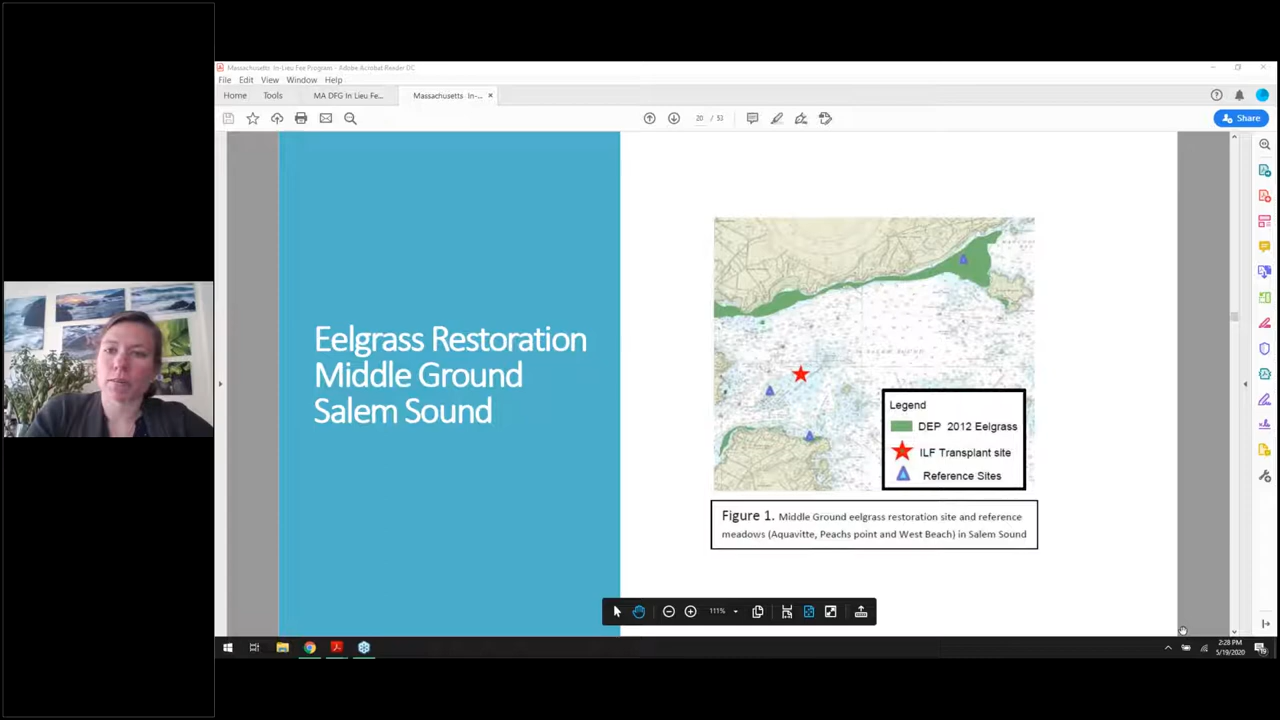 Massachusetts In-Lieu Fee Program - Adobe Acrobat Reader DC
File Edit View Window Help
Home Tools MA DFG In Lieu Fe... Massachusetts In-... ×
20 / 53
Share
Eelgrass Restoration
Middle Ground
Salem Sound
Legend
DEP 2012 Eelgrass
ILF Transplant site
Reference Sites
Figure 1. Middle Ground eelgrass restoration site and reference
meadows (Aquavitte, Peachs point and West Beach) in Salem Sound
111%
2:28 PM
5/19/2020